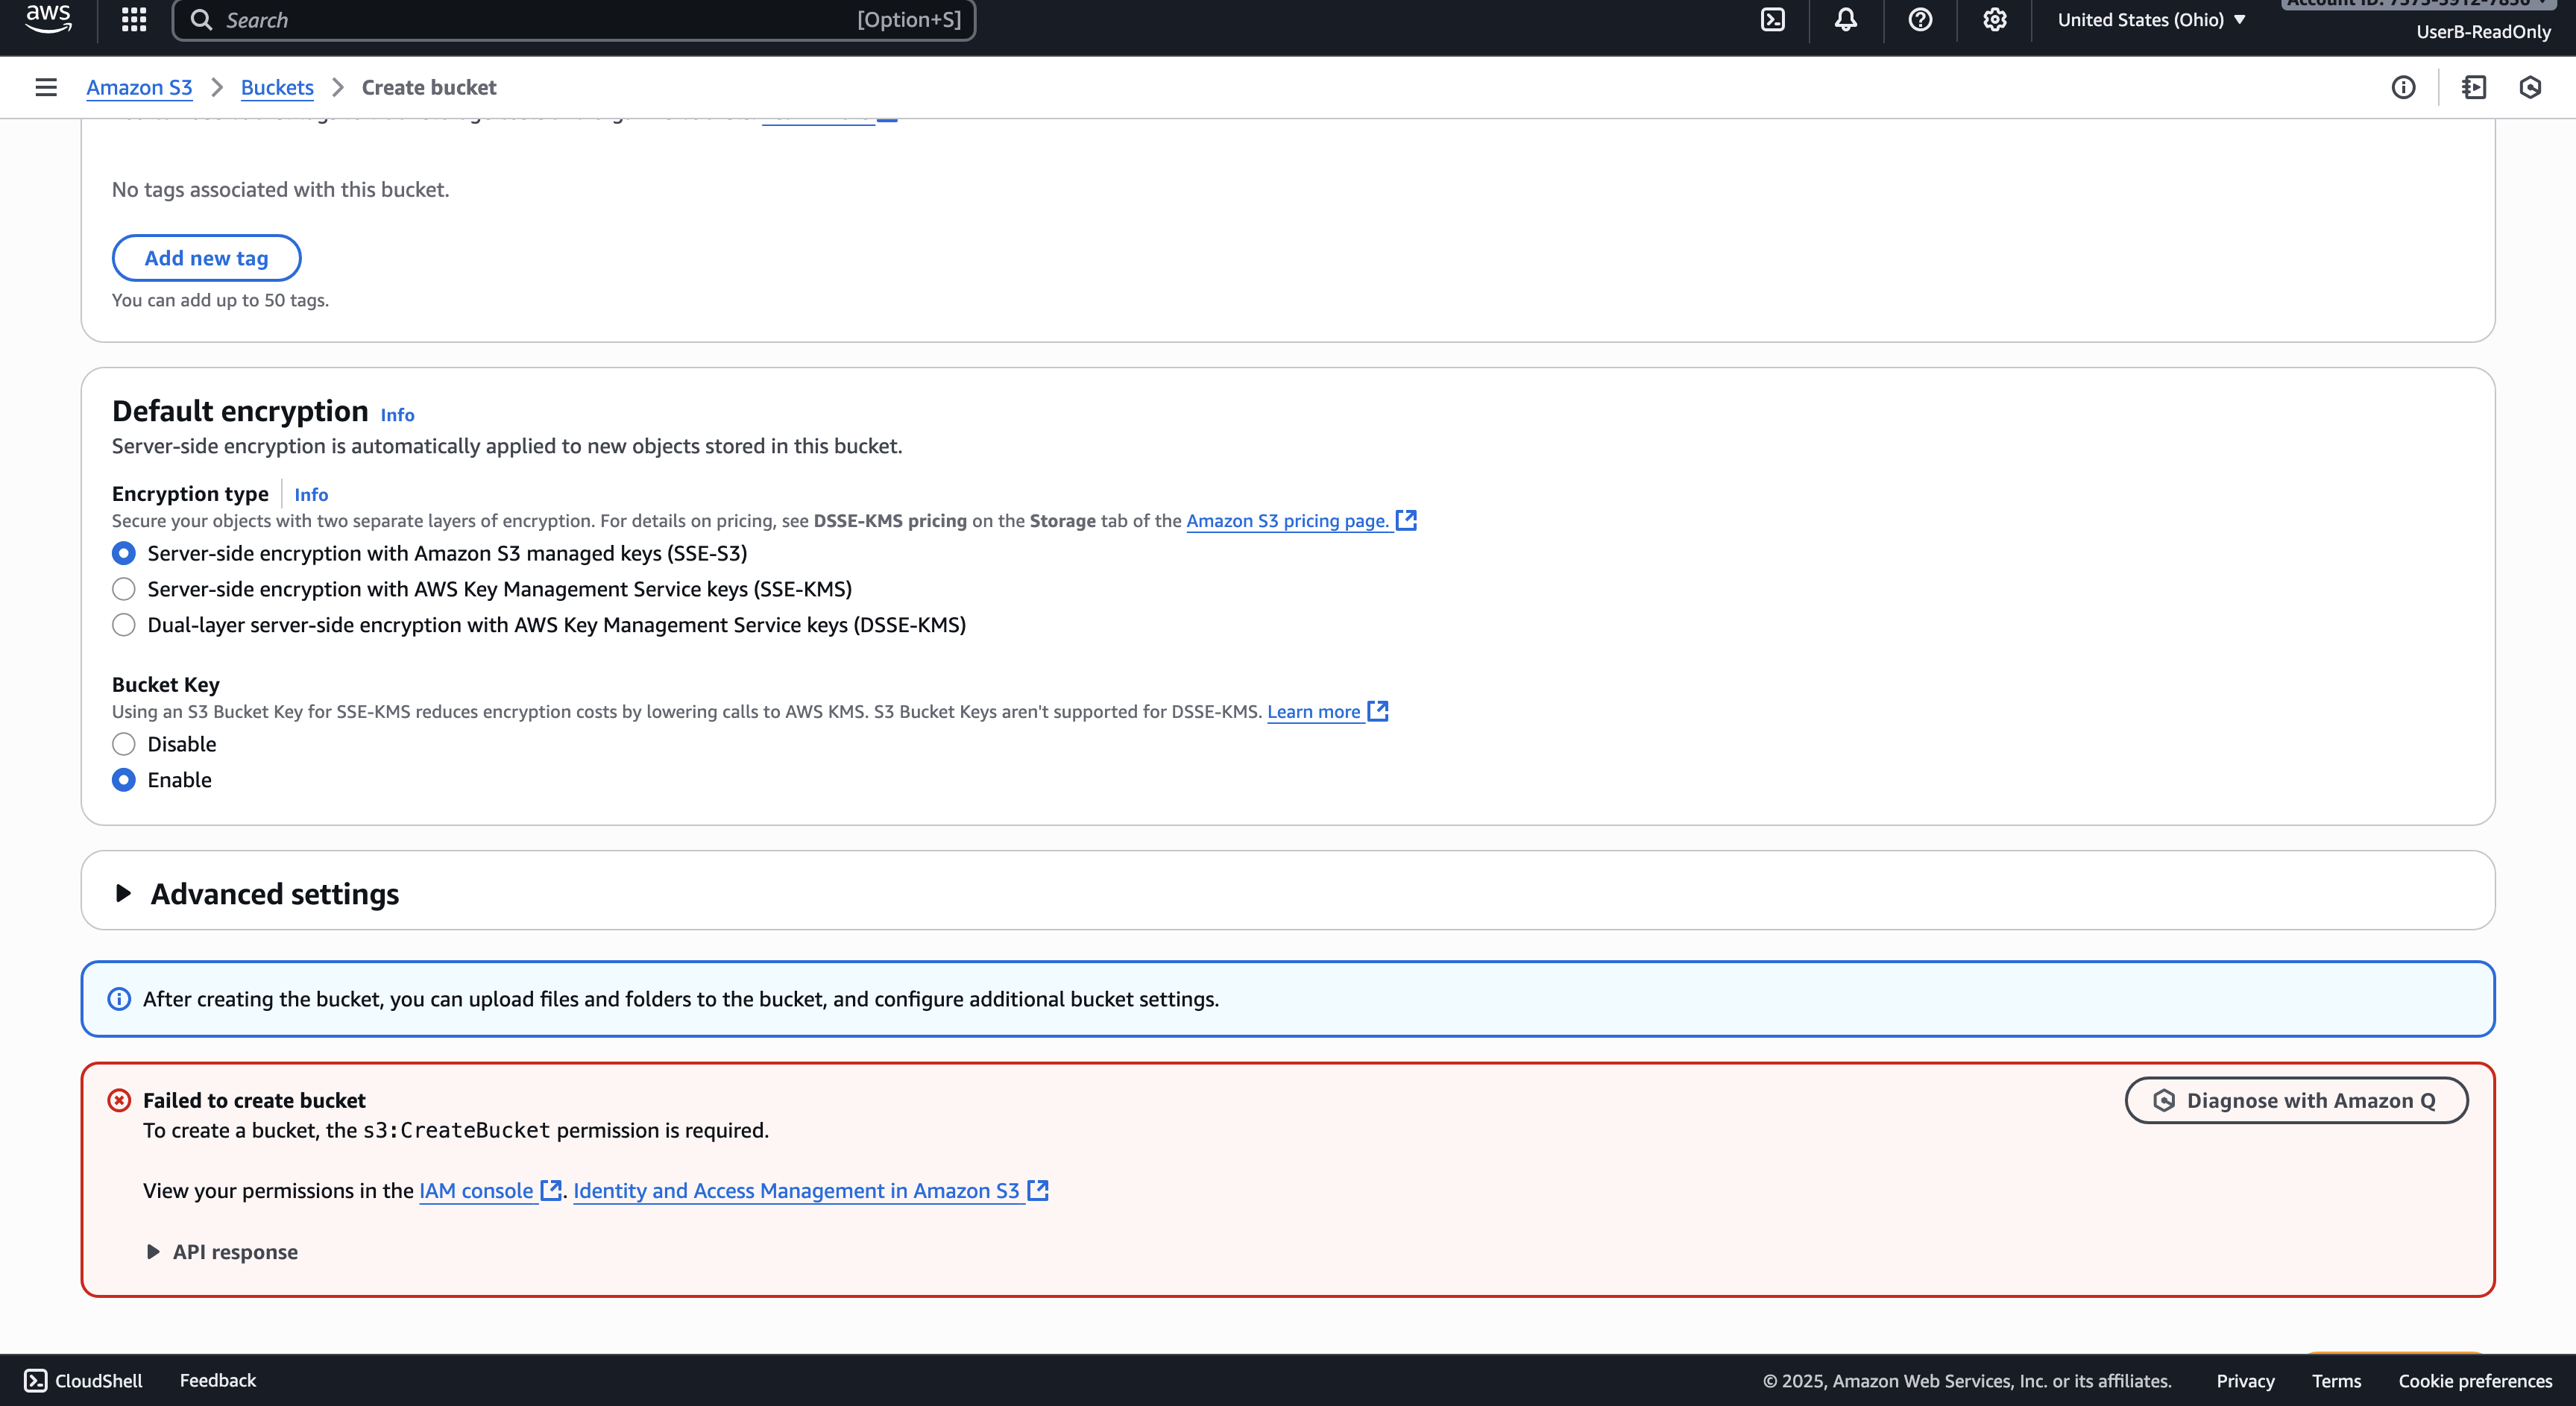 aws
Search
[Option+S]
United States (Ohio)
UserB-ReadOnly
Amazon S3
Buckets
Create bucket
No tags associated with this bucket.
Add new tag
You can add up to 50 tags.
Default encryption Info
Server-side encryption is automatically applied to new objects stored in this bucket.
Encryption type Info
Secure your objects with two separate layers of encryption. For details on pricing, see DSSE-KMS pricing on the Storage tab of the Amazon S3 pricing page.
Server-side encryption with Amazon S3 managed keys (SSE-S3)
Server-side encryption with AWS Key Management Service keys (SSE-KMS)
Dual-layer server-side encryption with AWS Key Management Service keys (DSSE-KMS)
Bucket Key
Using an S3 Bucket Key for SSE-KMS reduces encryption costs by lowering calls to AWS KMS. S3 Bucket Keys aren't supported for DSSE-KMS. Learn more
Disable
Enable
Advanced settings
After creating the bucket, you can upload files and folders to the bucket, and configure additional bucket settings.
Failed to create bucket
Diagnose with Amazon Q
To create a bucket, the s3:CreateBucket permission is required.
View your permissions in the IAM console. Identity and Access Management in Amazon S3
API response
CloudShell
Feedback
© 2025, Amazon Web Services, Inc. or its affiliates.
Privacy
Terms
Cookie preferences